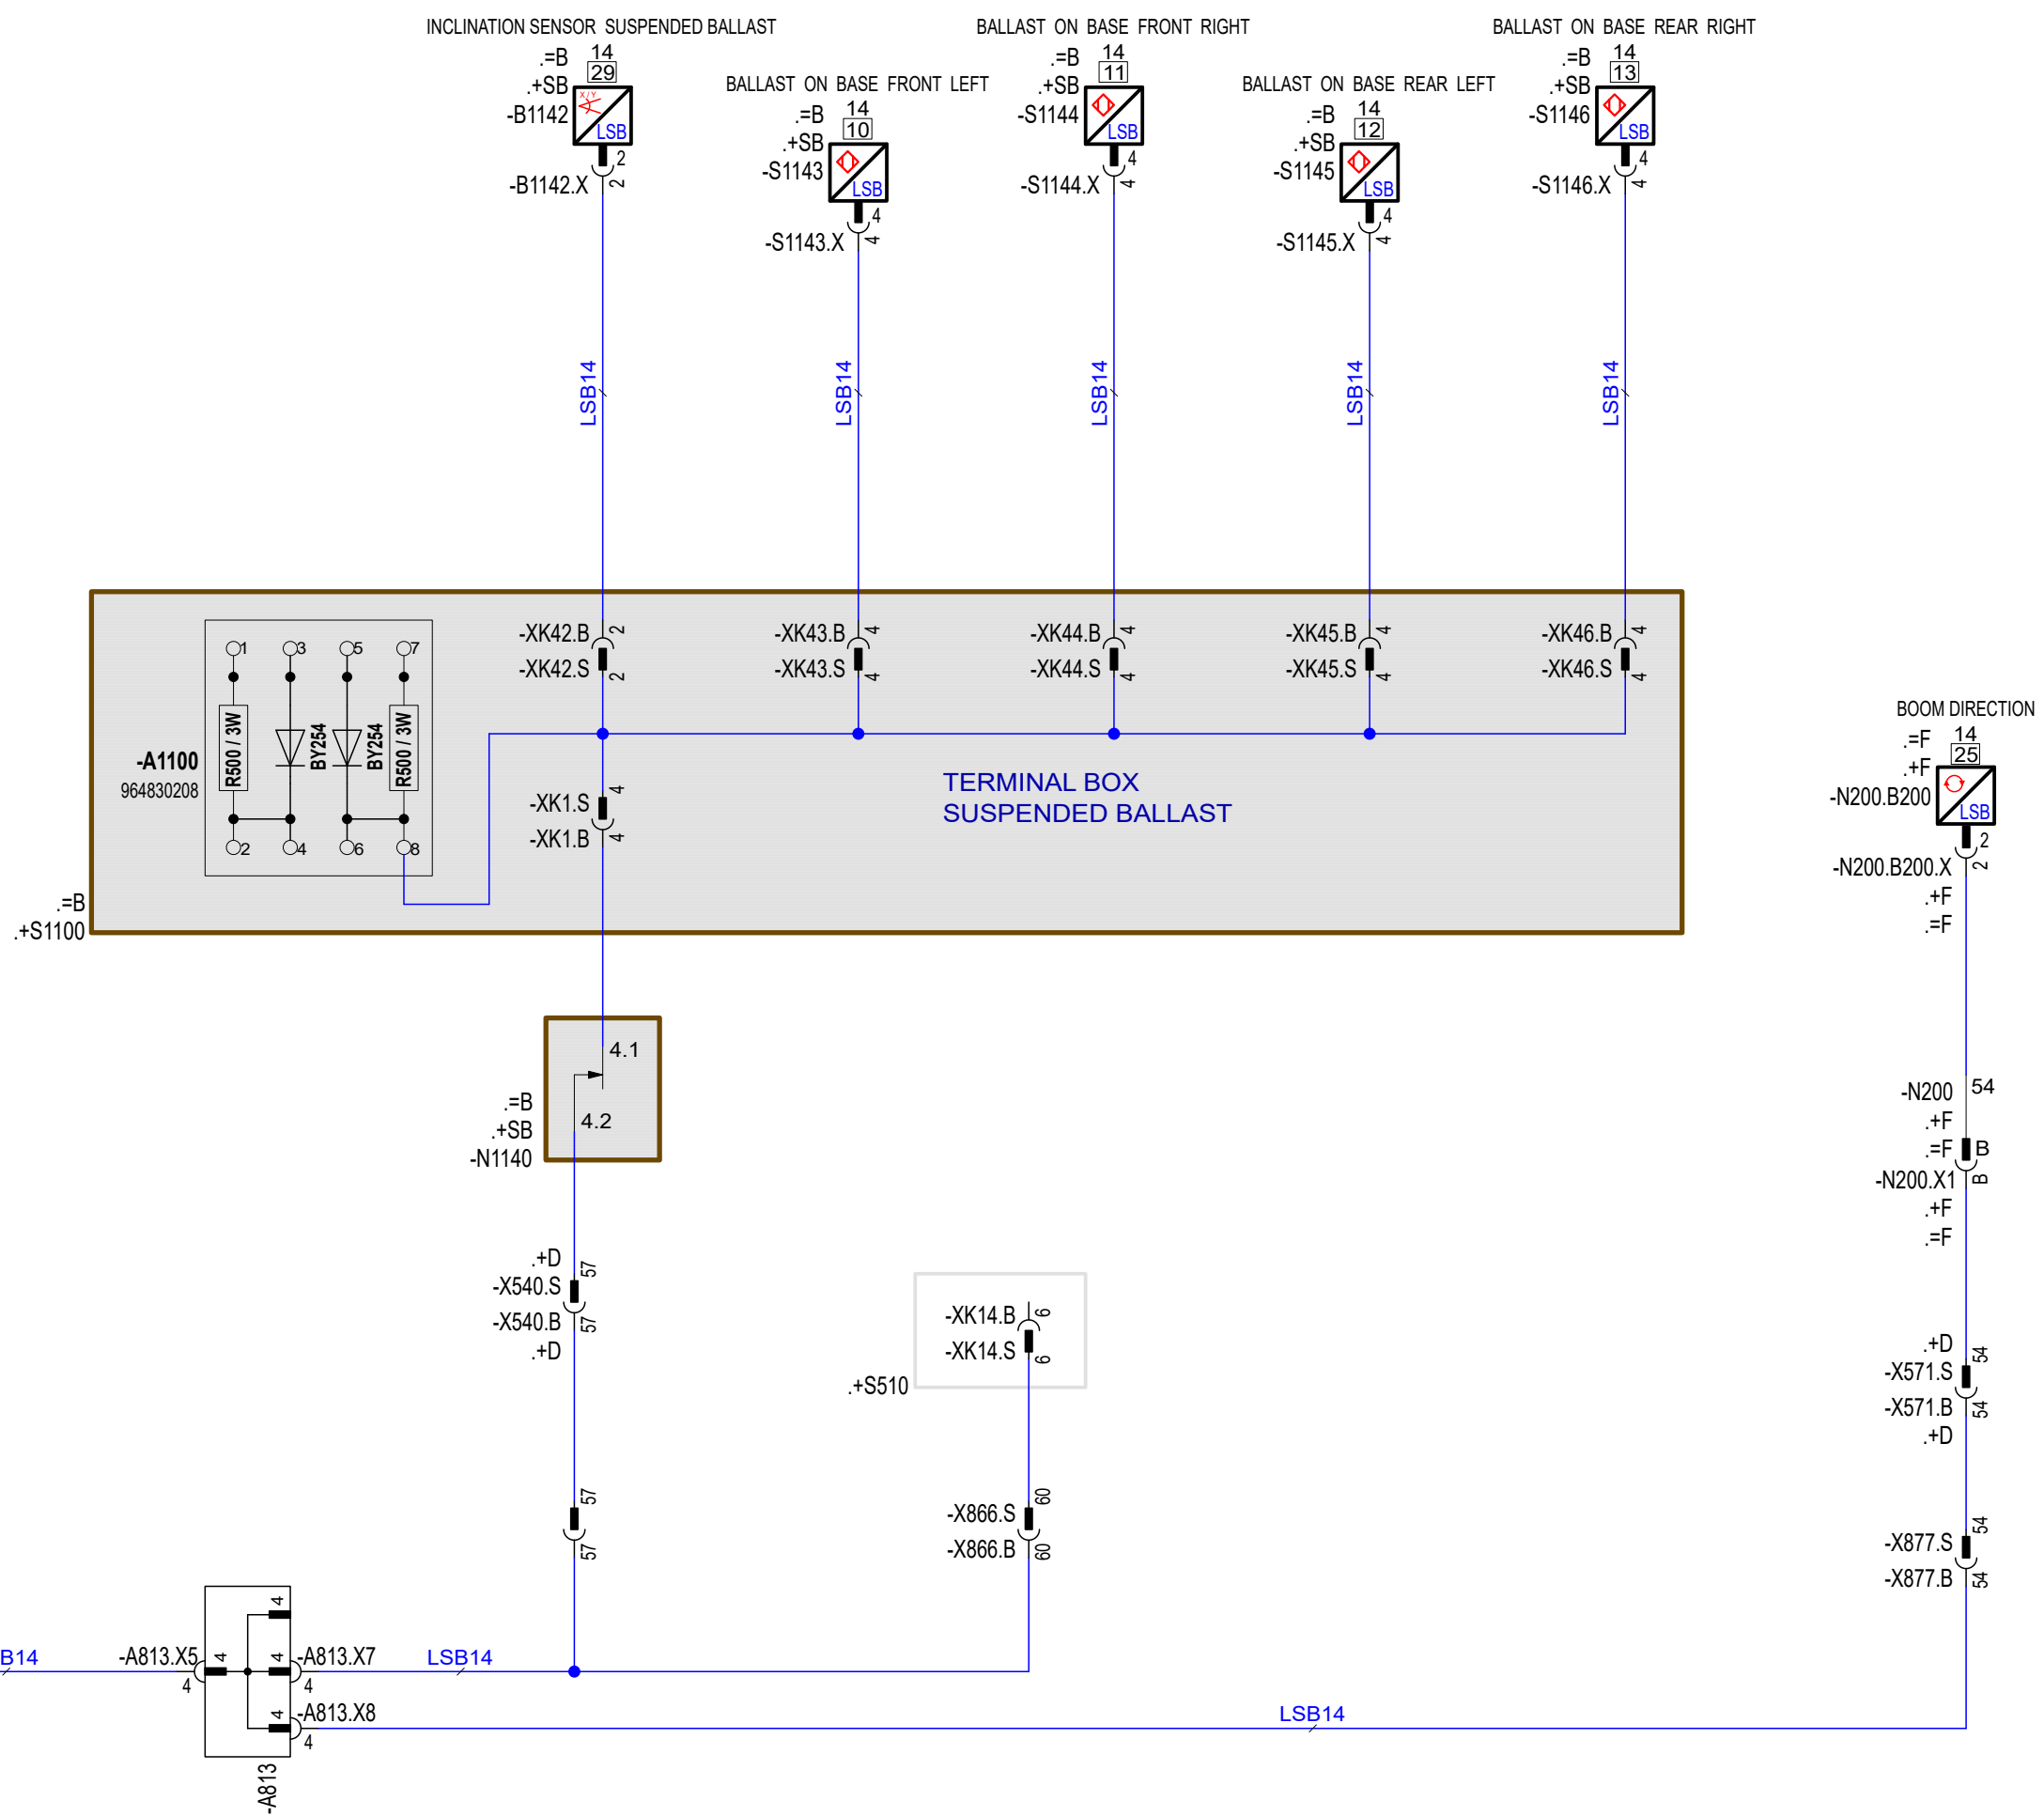 INCLINATION SENSOR SUSPENDED BALLAST
.=B 14
.+SB 29
-B1142
X/Y
LSB
2
-B1142.X 2
BALLAST ON BASE FRONT LEFT
.=B 14
.+SB 10
-S1143
LSB
4
-S1143.X 4
BALLAST ON BASE FRONT RIGHT
.=B 14
.+SB 11
-S1144
LSB
4
-S1144.X 4
BALLAST ON BASE REAR LEFT
.=B 14
.+SB 12
-S1145
LSB
4
-S1145.X 4
BALLAST ON BASE REAR RIGHT
.=B 14
.+SB 13
-S1146
LSB
4
-S1146.X 4
LSB14
LSB14
LSB14
LSB14
LSB14
-XK42.B 2
-XK42.S 2
-XK43.B 4
-XK43.S 4
-XK44.B 4
-XK44.S 4
-XK45.B 4
-XK45.S 4
-XK46.B 4
-XK46.S 4
1 3 5 7
R500 / 3W
BY254
BY254
R500 / 3W
2 4 6 8
-A1100
964830208
-XK1.S 4
-XK1.B 4
TERMINAL BOX
SUSPENDED BALLAST
.=B
.+S1100
BOOM DIRECTION
.=F 14
.+F 25
-N200.B200
LSB
2
-N200.B200.X 2
.+F
.=F
4.1
4.2
.=B
.+SB
-N1140
-N200 54
.+F
.=F B
-N200.X1 B
.+F
.=F
.+D
-X540.S 57
-X540.B 57
.+D
-XK14.B 6
-XK14.S 6
.+S510
.+D
-X571.S 54
-X571.B 54
.+D
57
57
-X866.S 60
-X866.B 60
-X877.S 54
-X877.B 54
B14
-A813.X5 4
4
4
4 -A813.X7
4
LSB14
4 -A813.X8
4
LSB14
-A813